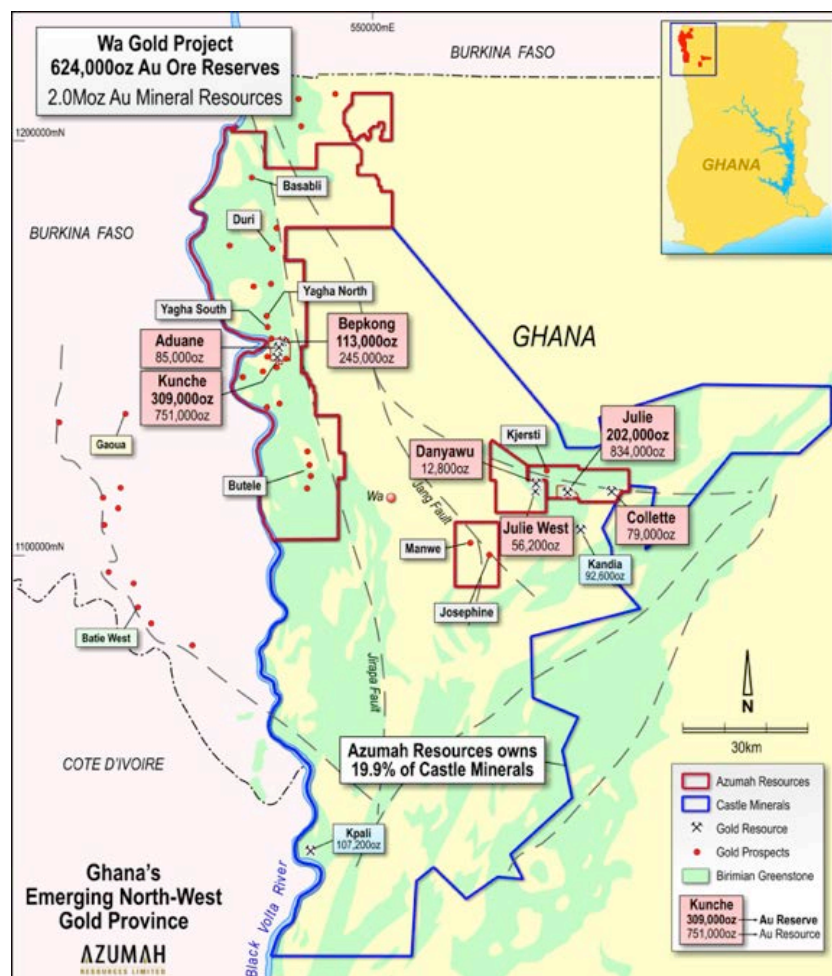 550000mE
Wa Gold Project
624,000oz Au Ore Reserves
2.0Moz Au Mineral Resources
BURKINA FASO
1200000mN
GHANA
Basabli
BURKINA FASO
Duri
Yagha North
Yagha South
GHANA
Aduane
85,000oz
Bepkong
113,000oz
245,000oz
Kunche
309,000oz
751,000oz
Gaoua
Kjersti
Julie
202,000oz
834,000oz
Danyawu
12,800oz
Butele
Wa
Jang Fault
Julie West
56,200oz
Collette
79,000oz
1100000mN
Manwe
Kandia
92,600oz
Josephine
Batie West
Jirapa Fault
N
30km
COTE D'IVOIRE
Azumah Resources owns
19.9% of Castle Minerals
Azumah Resources
Castle Minerals
Gold Resource
Gold Prospects
Birimian Greenstone
Kunche
309,000oz Au Reserve
751,000oz Au Resource
Kpali
107,200oz
Black Volta River
Ghana's
Emerging North-West
Gold Province
AZUMAH
RESOURCES LIMITED